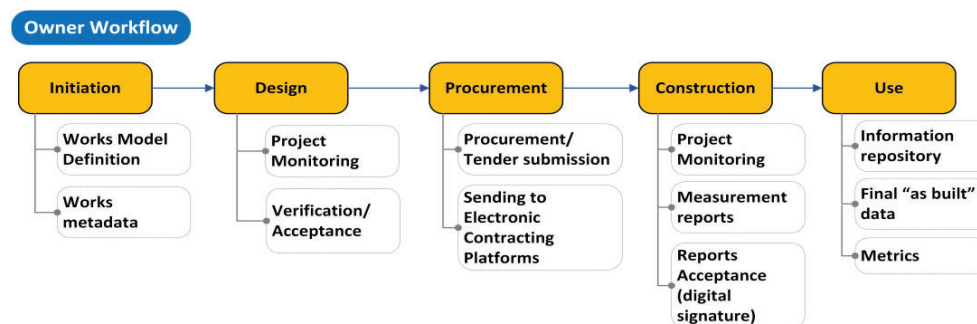 Owner Workflow
Initiation
Design
Procurement
Construction
Use
Works Model
Definition
Works
metadata
Project
Monitoring
Verification/
Acceptance
Procurement/
Tender submission
Sending to
Electronic
Contracting
Platforms
Project
Monitoring
Measurement
reports
Reports
Acceptance
(digital
signature)
Information
repository
Final “as built”
data
Metrics